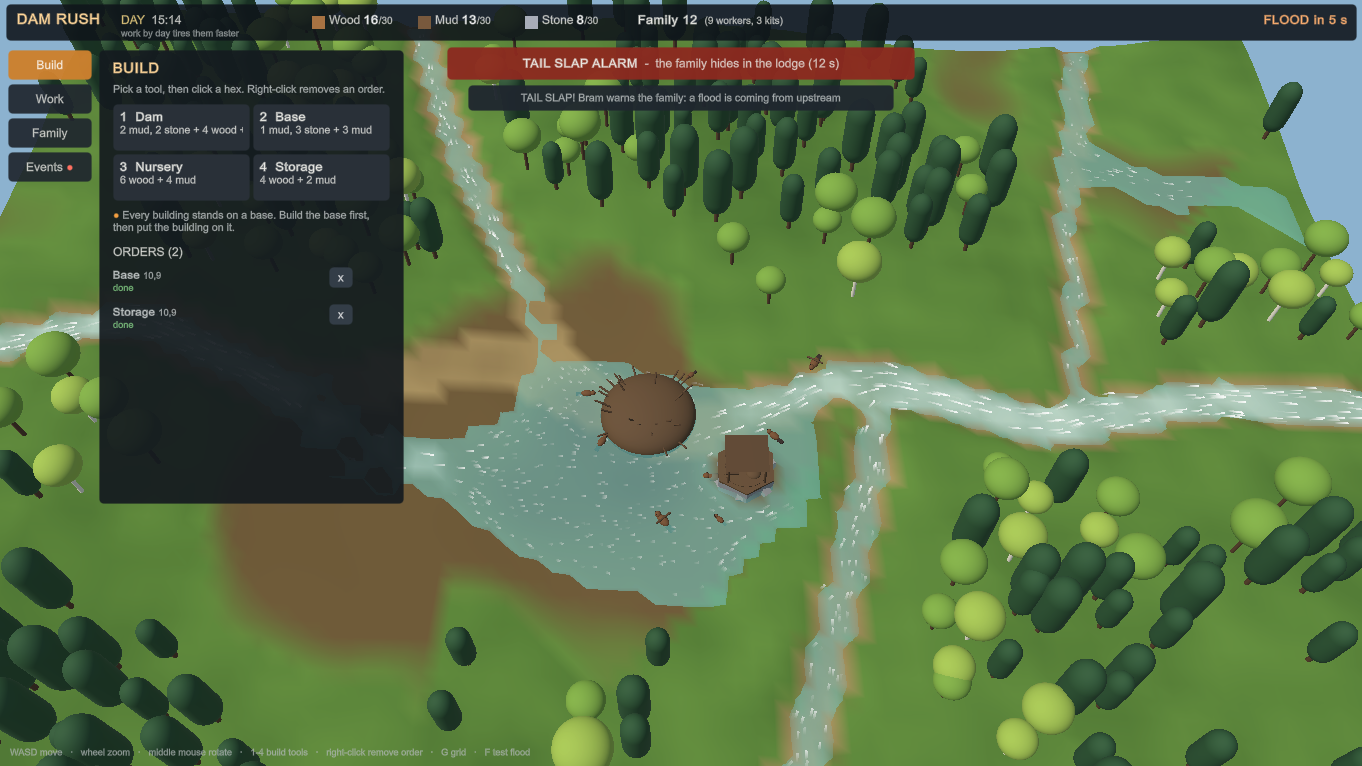 DAM RUSH
DAY 15:14
work by day tires them faster
Wood 16/30
Mud 13/30
Stone 8/30
Family 12 (9 workers, 3 kits)
FLOOD in 5 s
Build
Work
Family
Events
BUILD
Pick a tool, then click a hex. Right-click removes an order.
1 Dam
2 mud, 2 stone + 4 wood +
2 Base
1 mud, 3 stone + 3 mud
3 Nursery
6 wood + 4 mud
4 Storage
4 wood + 2 mud
Every building stands on a base. Build the base first,
then put the building on it.
ORDERS (2)
Base 10,9
done
x
Storage 10,9
done
x
TAIL SLAP ALARM - the family hides in the lodge (12 s)
TAIL SLAP! Bram warns the family: a flood is coming from upstream
WASD move · wheel zoom · middle mouse rotate · 1-4 build tools · right-click remove order · G grid · F test flood